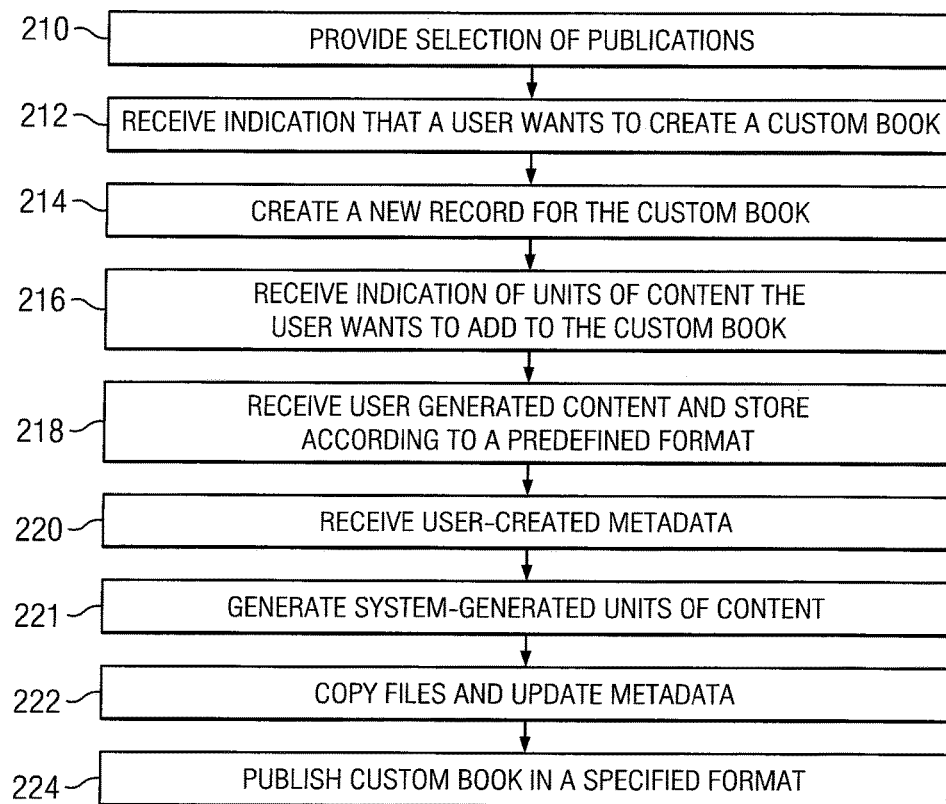 210 PROVIDE SELECTION OF PUBLICATIONS
212 RECEIVE INDICATION THAT A USER WANTS TO CREATE A CUSTOM BOOK
214 CREATE A NEW RECORD FOR THE CUSTOM BOOK
216 RECEIVE INDICATION OF UNITS OF CONTENT THE
USER WANTS TO ADD TO THE CUSTOM BOOK
218 RECEIVE USER GENERATED CONTENT AND STORE
ACCORDING TO A PREDEFINED FORMAT
220 RECEIVE USER-CREATED METADATA
221 GENERATE SYSTEM-GENERATED UNITS OF CONTENT
222 COPY FILES AND UPDATE METADATA
224 PUBLISH CUSTOM BOOK IN A SPECIFIED FORMAT